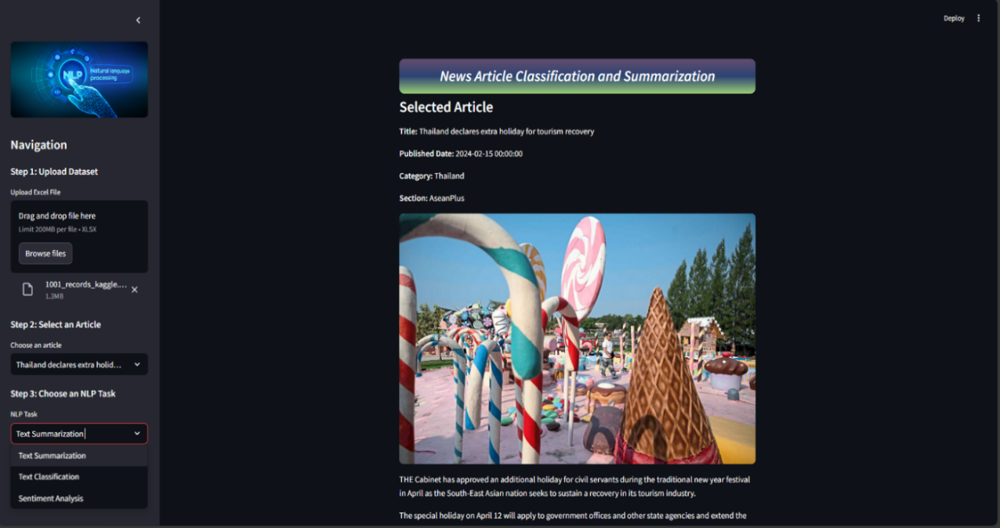 Deploy
NLP
Natural language
processing
Navigation
Step 1: Upload Dataset
Upload Excel File
Drag and drop file here
Limit 200MB per file • XLSX
Browse files
1001_records_kaggle....
1.3MB
Step 2: Select an Article
Choose an article
Thailand declares extra holid...
Step 3: Choose an NLP Task
NLP Task
Text Summarization
Text Summarization
Text Classification
Sentiment Analysis
News Article Classification and Summarization
Selected Article
Title: Thailand declares extra holiday for tourism recovery
Published Date: 2024-02-15 00:00:00
Category: Thailand
Section: AseanPlus
THE Cabinet has approved an additional holiday for civil servants during the traditional new year festival
in April as the South-East Asian nation seeks to sustain a recovery in its tourism industry.
The special holiday on April 12 will apply to government offices and other state agencies and extend the